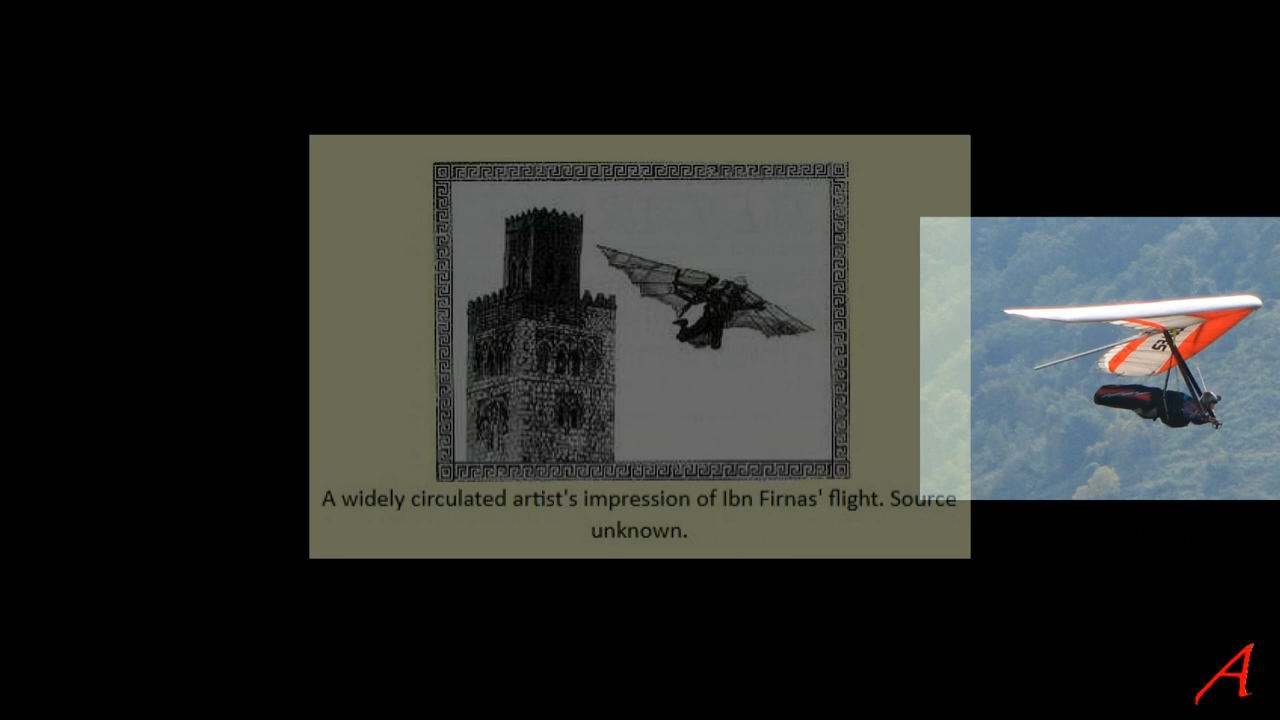 A widely circulated artist's impression of Ibn Firnas' flight. Source
unknown.
A